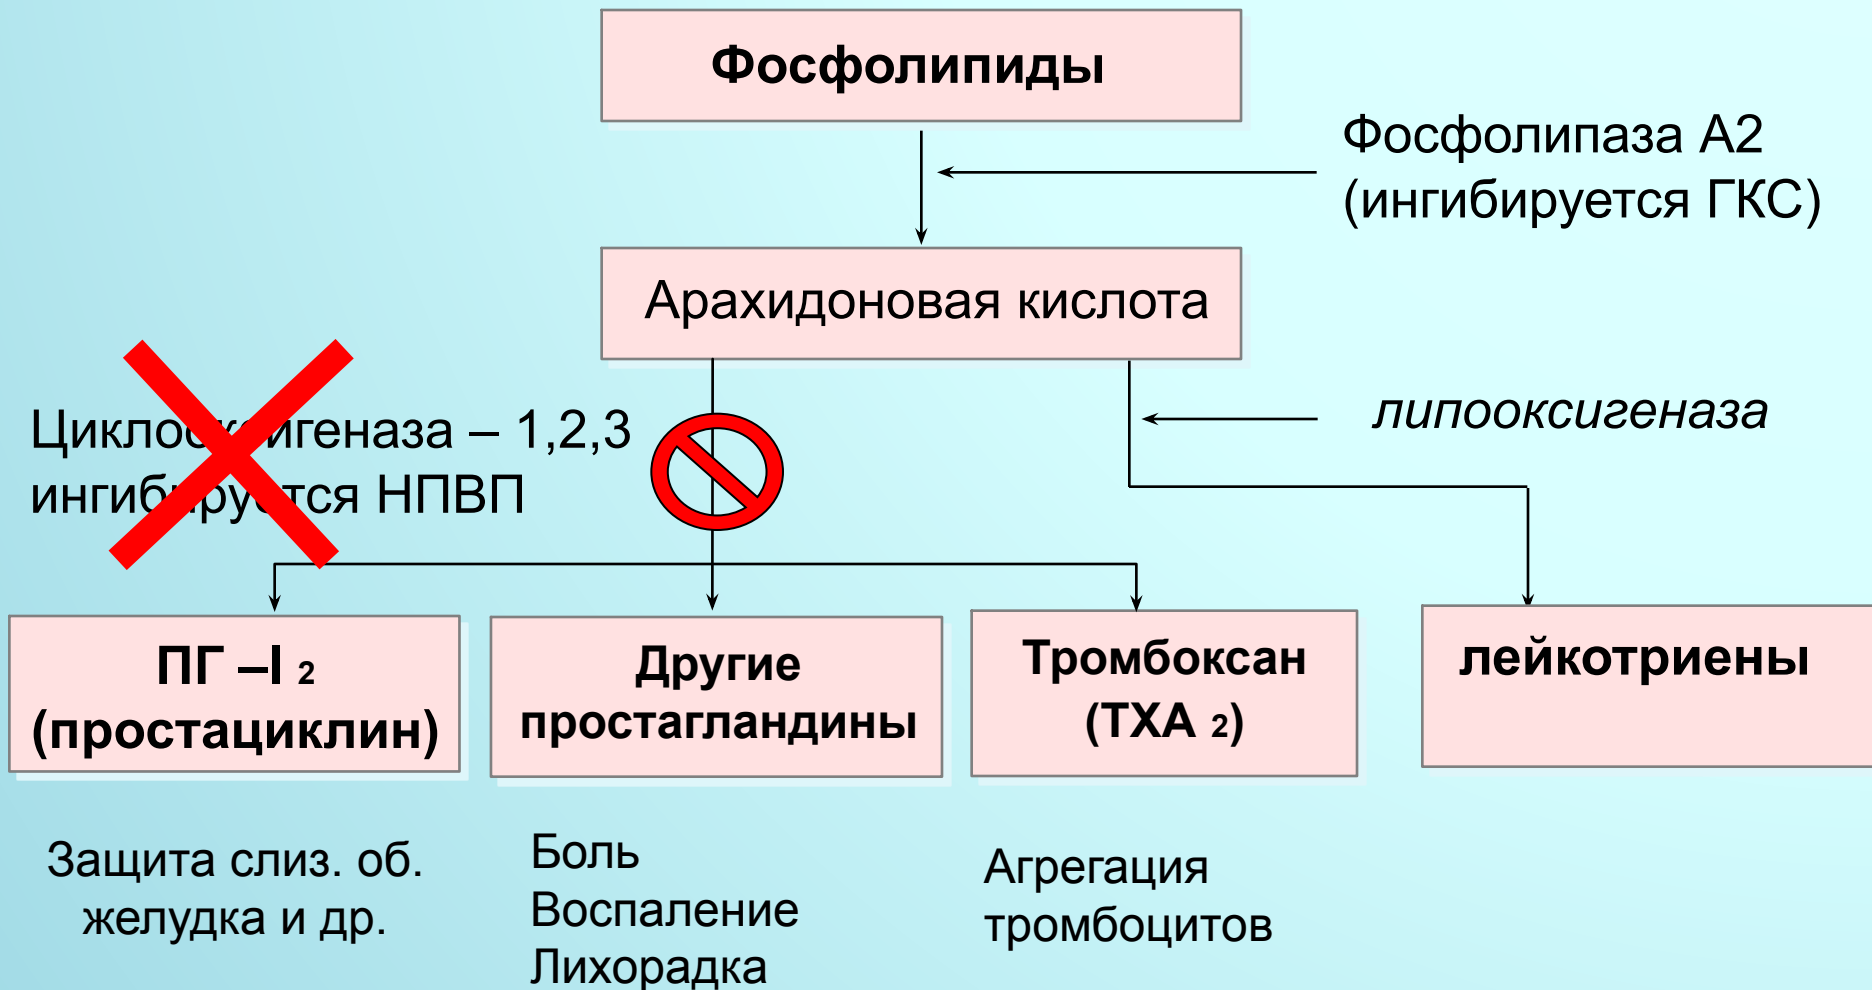 Фосфолипиды
Фосфолипаза А2
(ингибируется ГКС)
Арахидоновая кислота
липооксигеназа
Циклооксигеназа – 1,2,3
ингибируется НПВП
ПГ –I 2
(простациклин)
Другие
простагландины
Тромбоксан
(ТХА 2)
лейкотриены
Защита слиз. об.
желудка и др.
Боль
Воспаление
Лихорадка
Агрегация
тромбоцитов